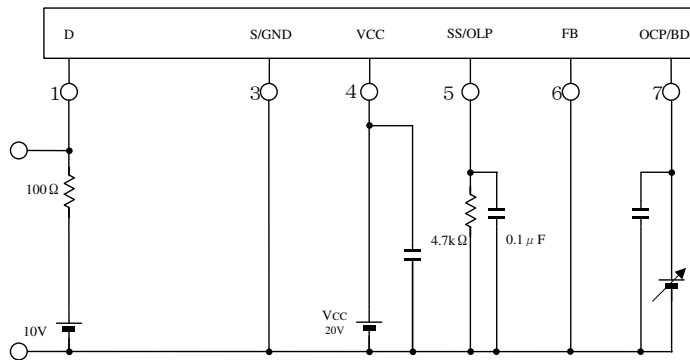 D S/GND VCC SS/OLP FB OCP/BD
1 3 4 5 6 7
100Ω
4.7kΩ 0.1μF
10V
VCC
20V